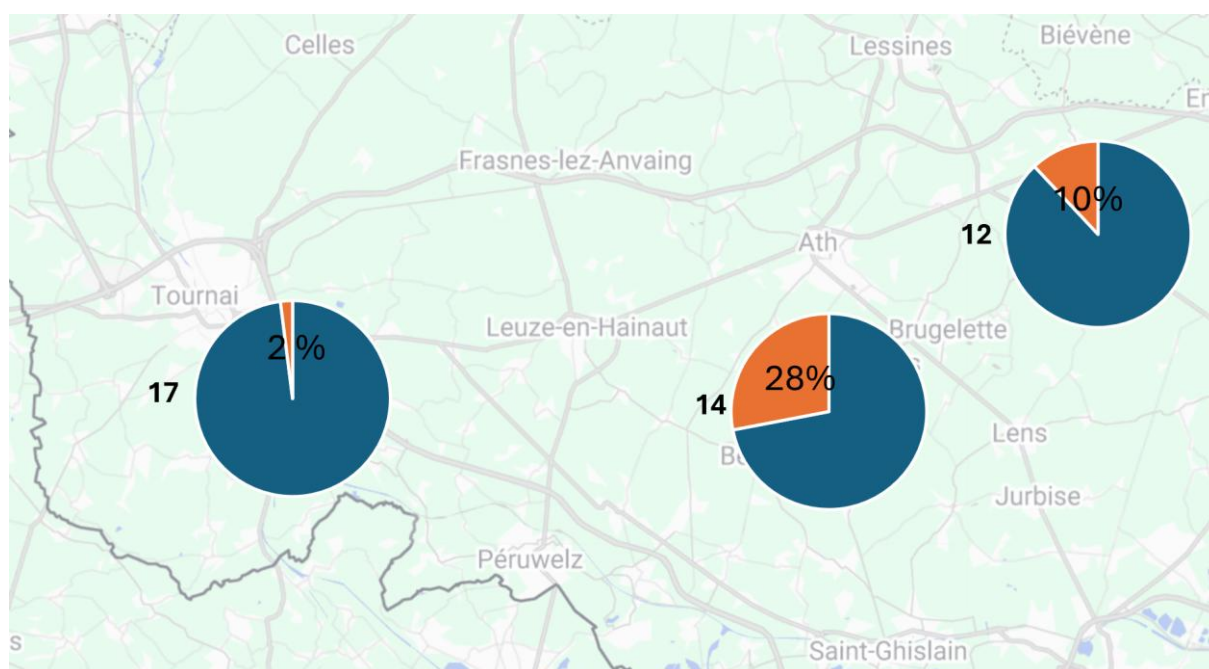 Celles
Lessines
Biévène
Frasnes-lez-Anvaing
10%
12
Ath
Tournai
Leuze-en-Hainaut
Brugelette
2%
28%
17
14
Lens
Jurbise
Péruwelz
Saint-Ghislain